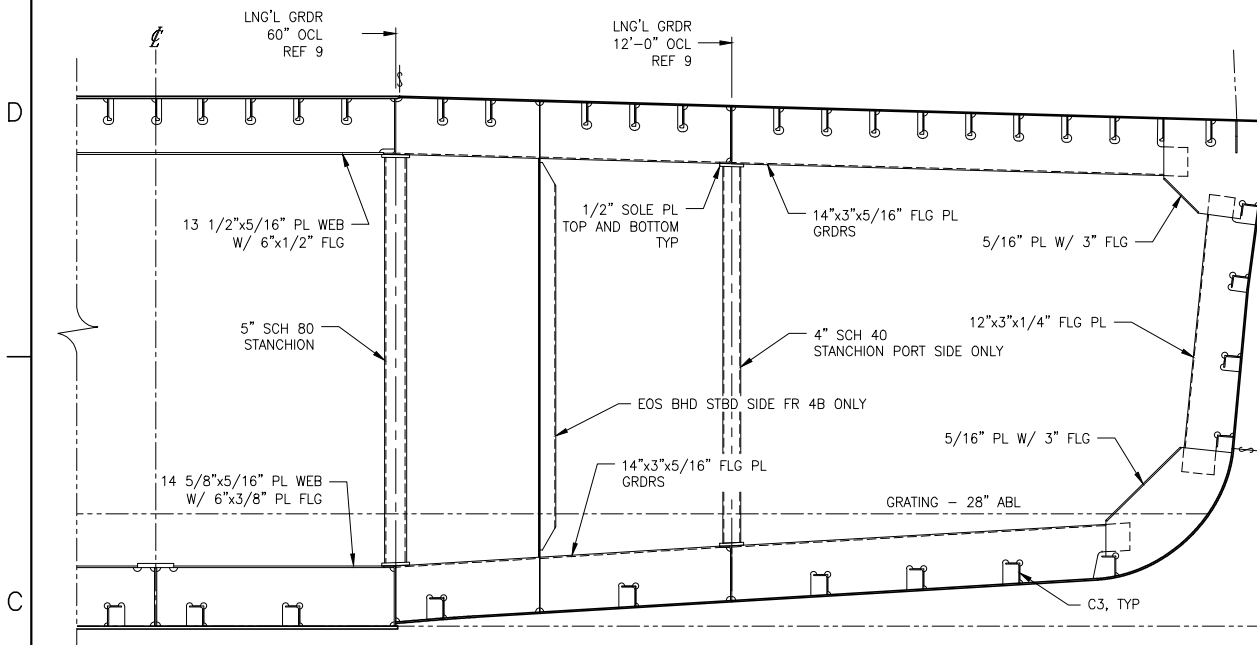 LNG'L GRDR
60" OCL
REF 9
LNG'L GRDR
12'-0" OCL
REF 9
℄
D
13 1/2"x5/16" PL WEB
W/ 6"x1/2" FLG
1/2" SOLE PL
TOP AND BOTTOM
TYP
14"x3"x5/16" FLG PL
GRDRS
5/16" PL W/ 3" FLG
5" SCH 80
STANCHION
4" SCH 40
STANCHION PORT SIDE ONLY
12"x3"x1/4" FLG PL
EOS BHD STBD SIDE FR 4B ONLY
5/16" PL W/ 3" FLG
14 5/8"x5/16" PL WEB
W/ 6"x3/8" PL FLG
14"x3"x5/16" FLG PL
GRDRS
GRATING - 28" ABL
C
C3, TYP